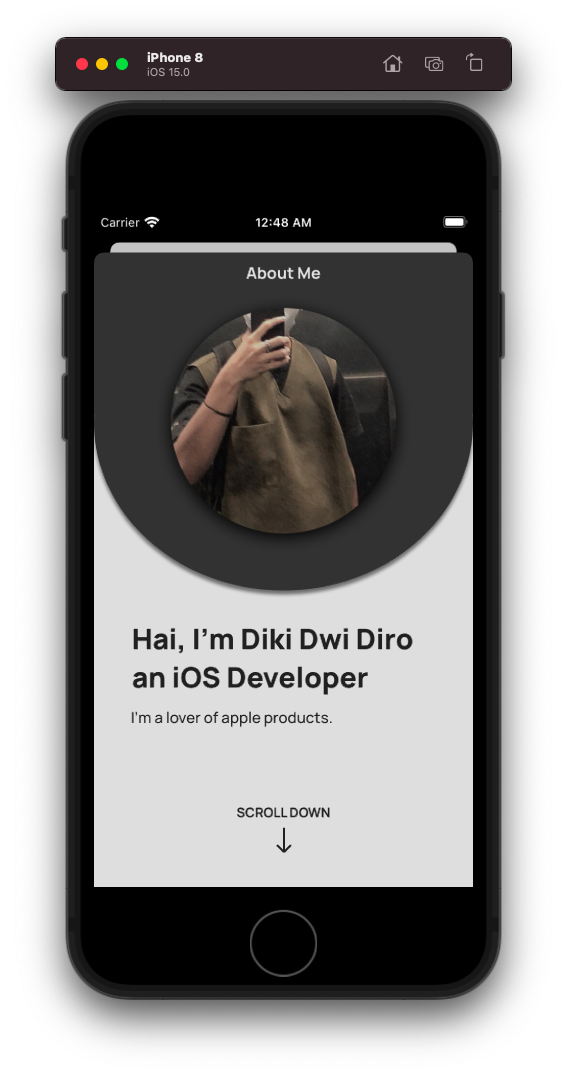 iPhone 8
iOS 15.0
Carrier 12:48 AM
About Me
Hai, I'm Diki Dwi Diro
an iOS Developer
I'm a lover of apple products.
SCROLL DOWN